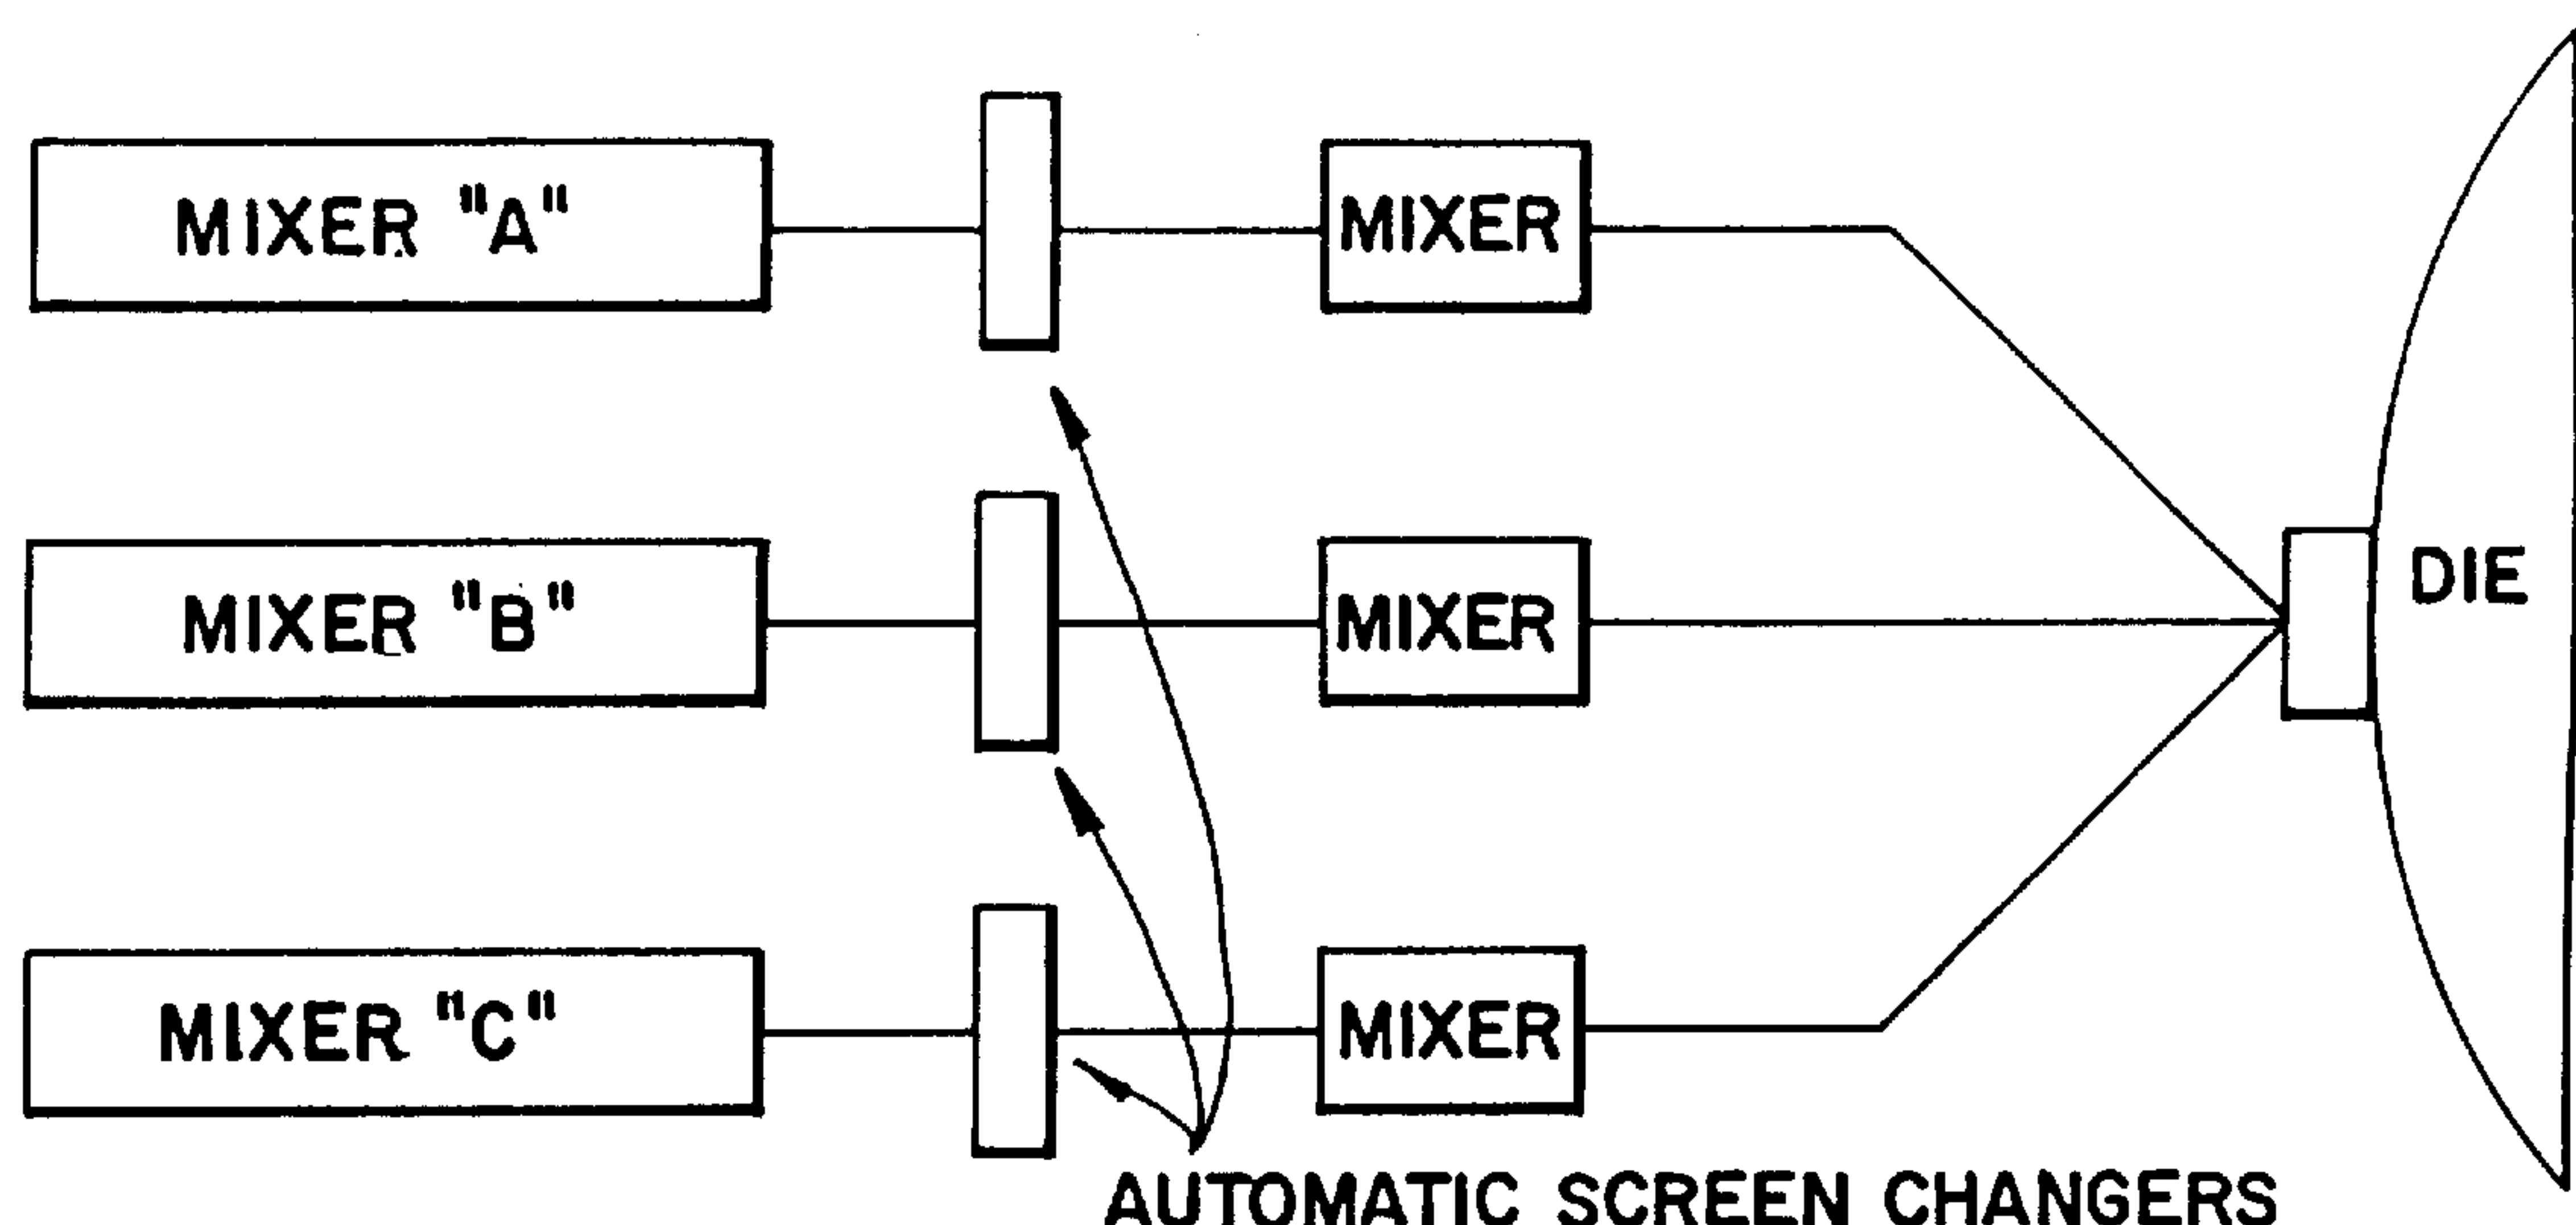 MIXER "A"
MIXER
MIXER "B"
MIXER
DIE
MIXER "C"
MIXER
AUTOMATIC SCREEN CHANGERS